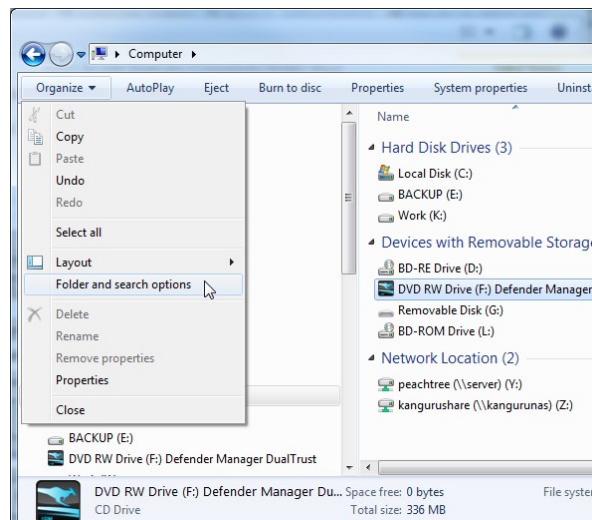 Computer
Organize AutoPlay Eject Burn to disc Properties System properties Uninst
Cut
Copy
Paste
Undo
Redo
Select all
Layout
Folder and search options
Delete
Rename
Remove properties
Properties
Close
BACKUP (E:)
DVD RW Drive (F:) Defender Manager DualTrust
Name
Hard Disk Drives (3)
Local Disk (C:)
BACKUP (E:)
Work (K:)
Devices with Removable Storag
BD-RE Drive (D:)
DVD RW Drive (F:) Defender Manager
Removable Disk (G:)
BD-ROM Drive (L:)
Network Location (2)
peachtree (\\server) (Y:)
kangurushare (\\kangurunas) (Z:)
DVD RW Drive (F:) Defender Manager Du... Space free: 0 bytes File system
CD Drive Total size: 336 MB